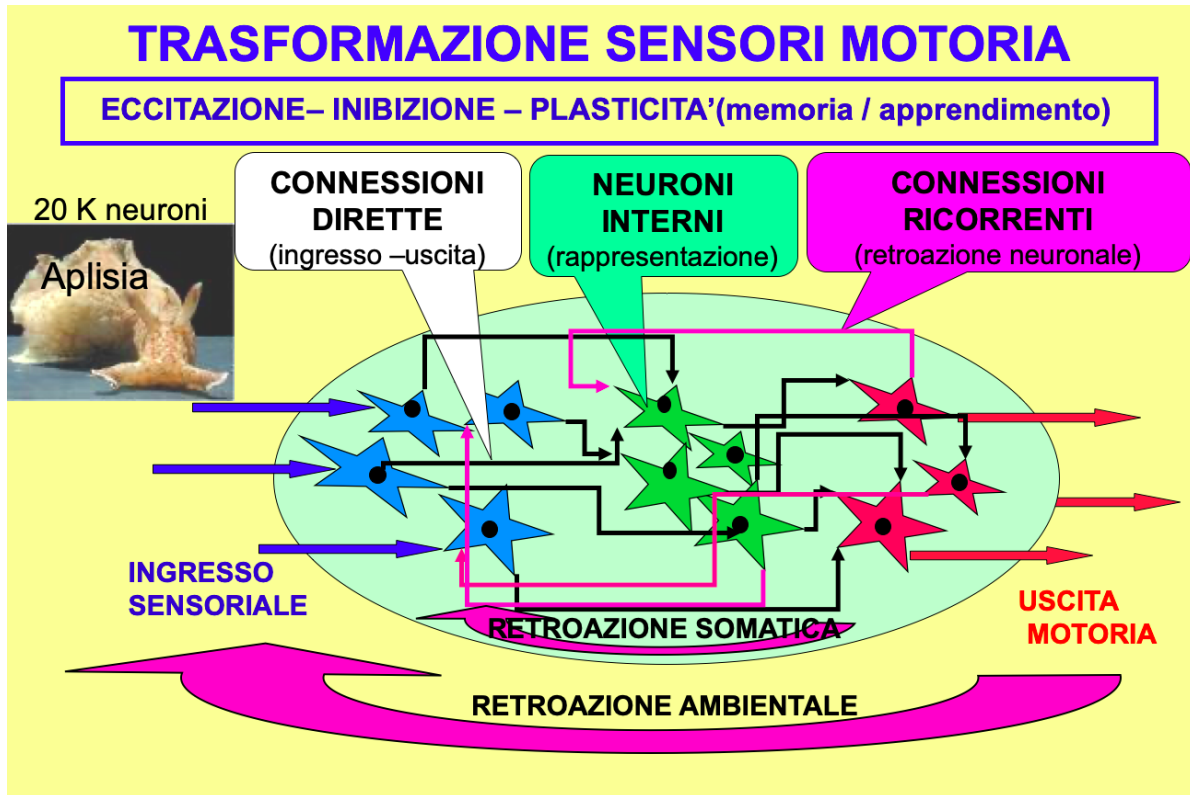 TRASFORMAZIONE SENSORI MOTORIA
ECCITAZIONE– INIBIZIONE – PLASTICITA’(memoria / apprendimento)
20 K neuroni
Aplisia
CONNESSIONI
DIRETTE
(ingresso –uscita)
NEURONI
INTERNI
(rappresentazione)
CONNESSIONI
RICORRENTI
(retroazione neuronale)
INGRESSO
SENSORIALE
USCITA
MOTORIA
RETROAZIONE SOMATICA
RETROAZIONE AMBIENTALE